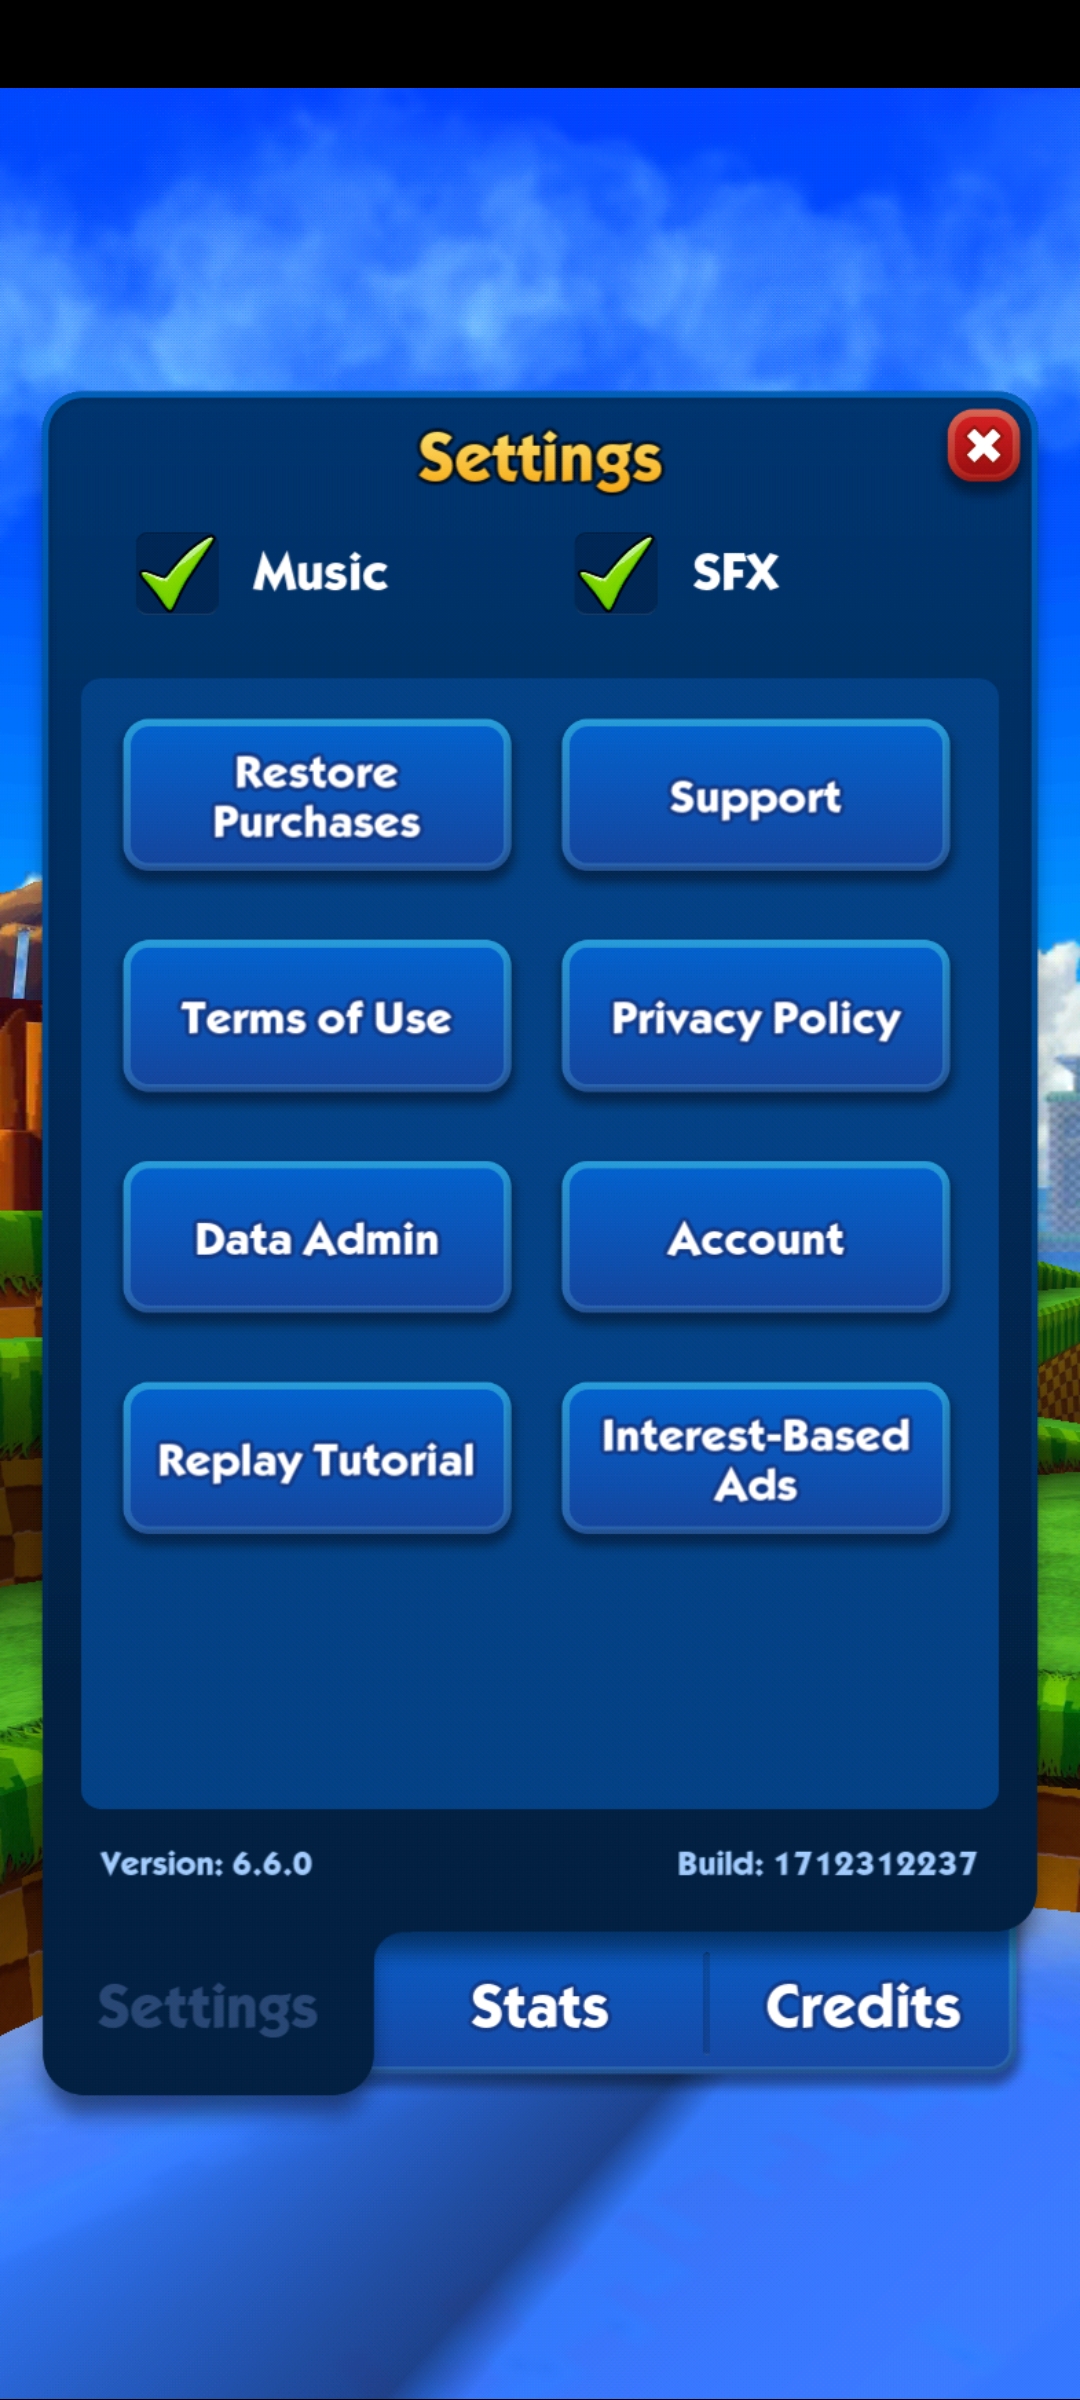 Settings
Music
SFX
Restore
Purchases
Support
Terms of Use
Privacy Policy
Data Admin
Account
Replay Tutorial
Interest-Based
Ads
Version: 6.6.0
Build: 1712312237
Settings
Stats
Credits